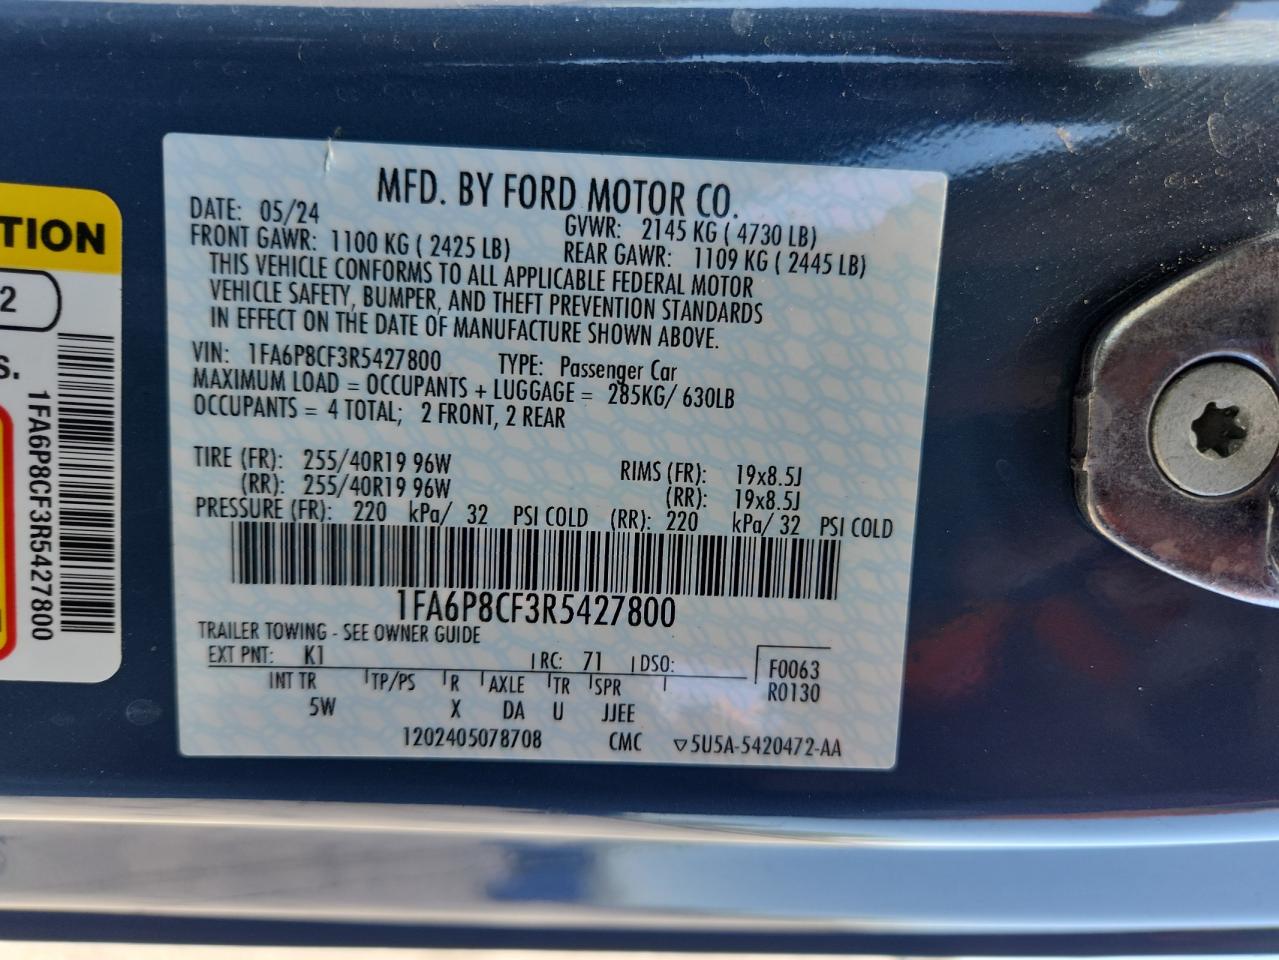 TION
2
S.
1FA6P8CF3R5427800
MFD. BY FORD MOTOR CO.
DATE: 05/24 GVWR: 2145 KG ( 4730 LB)
FRONT GAWR: 1100 KG ( 2425 LB) REAR GAWR: 1109 KG ( 2445 LB)
THIS VEHICLE CONFORMS TO ALL APPLICABLE FEDERAL MOTOR
VEHICLE SAFETY, BUMPER, AND THEFT PREVENTION STANDARDS
IN EFFECT ON THE DATE OF MANUFACTURE SHOWN ABOVE.
VIN: 1FA6P8CF3R5427800 TYPE: Passenger Car
MAXIMUM LOAD = OCCUPANTS + LUGGAGE = 285KG/ 630LB
OCCUPANTS = 4 TOTAL; 2 FRONT, 2 REAR
TIRE (FR): 255/40R19 96W RIMS (FR): 19x8.5J
(RR): 255/40R19 96W (RR): 19x8.5J
PRESSURE (FR): 220 kPa/ 32 PSI COLD (RR): 220 kPa/ 32 PSI COLD
1FA6P8CF3R5427800
TRAILER TOWING - SEE OWNER GUIDE
EXT PNT: K1 RC: 71 DSO: F0063
INT TR TP/PS R AXLE TR SPR R0130
5W X DA U JJEE
1202405078708 CMC ▽5U5A-5420472-AA